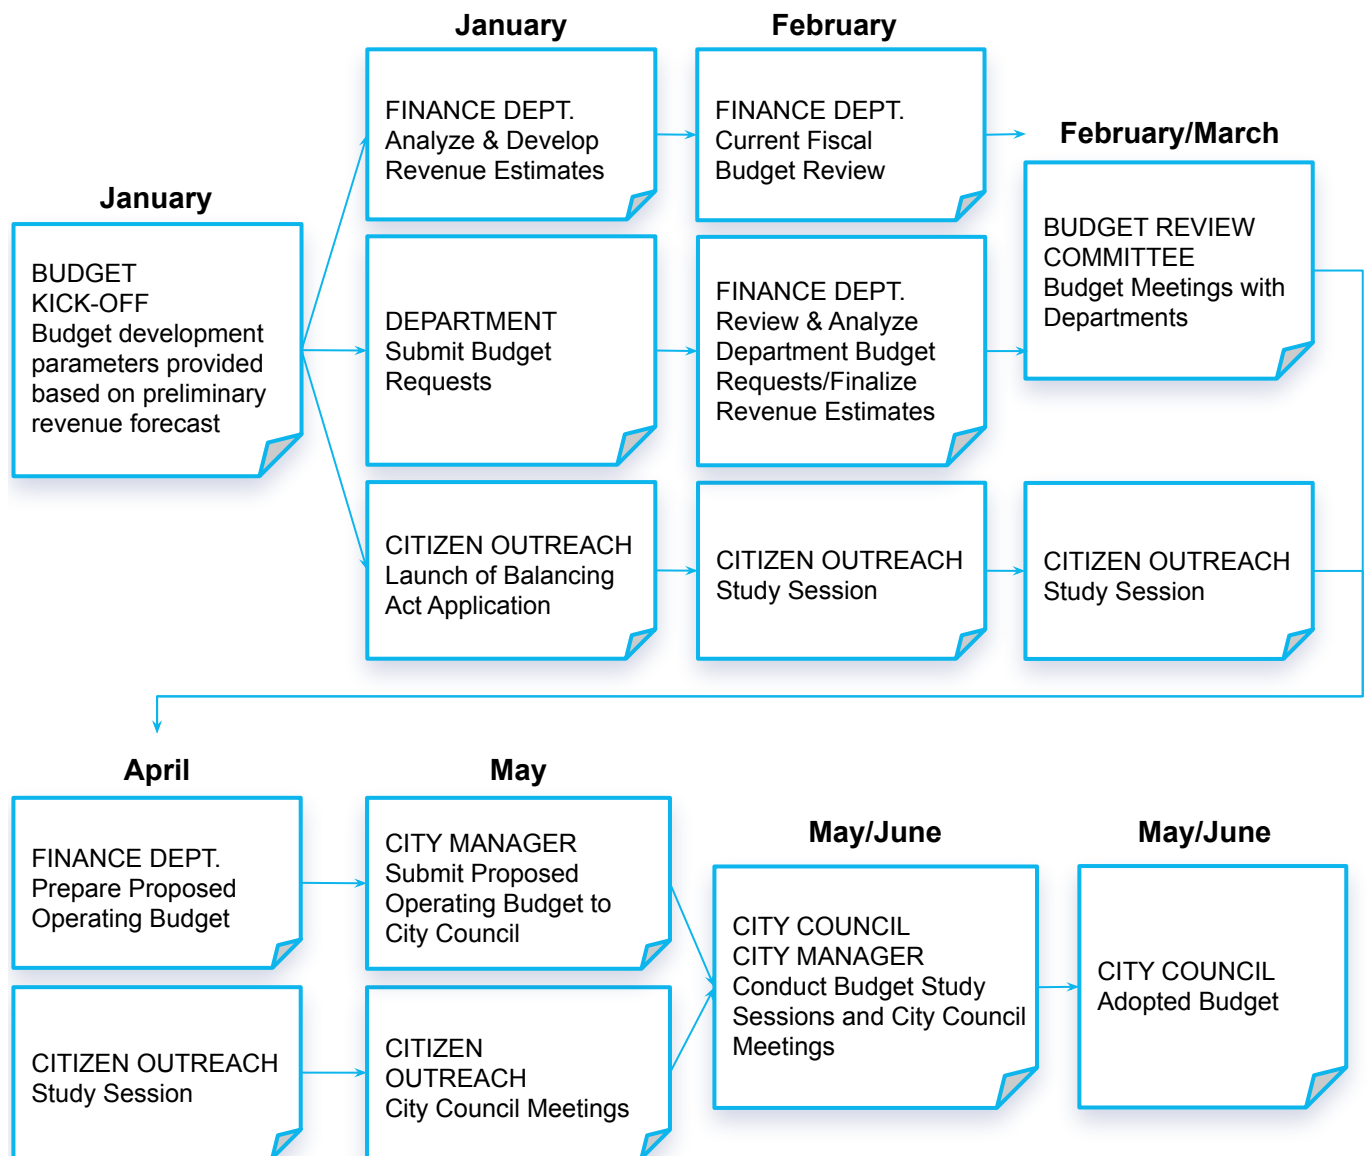 January
BUDGET
KICK-OFF
Budget development
parameters provided
based on preliminary
revenue forecast
January
FINANCE DEPT.
Analyze & Develop
Revenue Estimates
DEPARTMENT
Submit Budget
Requests
CITIZEN OUTREACH
Launch of Balancing
Act Application
February
FINANCE DEPT.
Current Fiscal
Budget Review
FINANCE DEPT.
Review & Analyze
Department Budget
Requests/Finalize
Revenue Estimates
CITIZEN OUTREACH
Study Session
February/March
BUDGET REVIEW
COMMITTEE
Budget Meetings with
Departments
CITIZEN OUTREACH
Study Session
April
FINANCE DEPT.
Prepare Proposed
Operating Budget
CITIZEN OUTREACH
Study Session
May
CITY MANAGER
Submit Proposed
Operating Budget to
City Council
CITIZEN
OUTREACH
City Council Meetings
May/June
CITY COUNCIL
CITY MANAGER
Conduct Budget Study
Sessions and City Council
Meetings
May/June
CITY COUNCIL
Adopted Budget